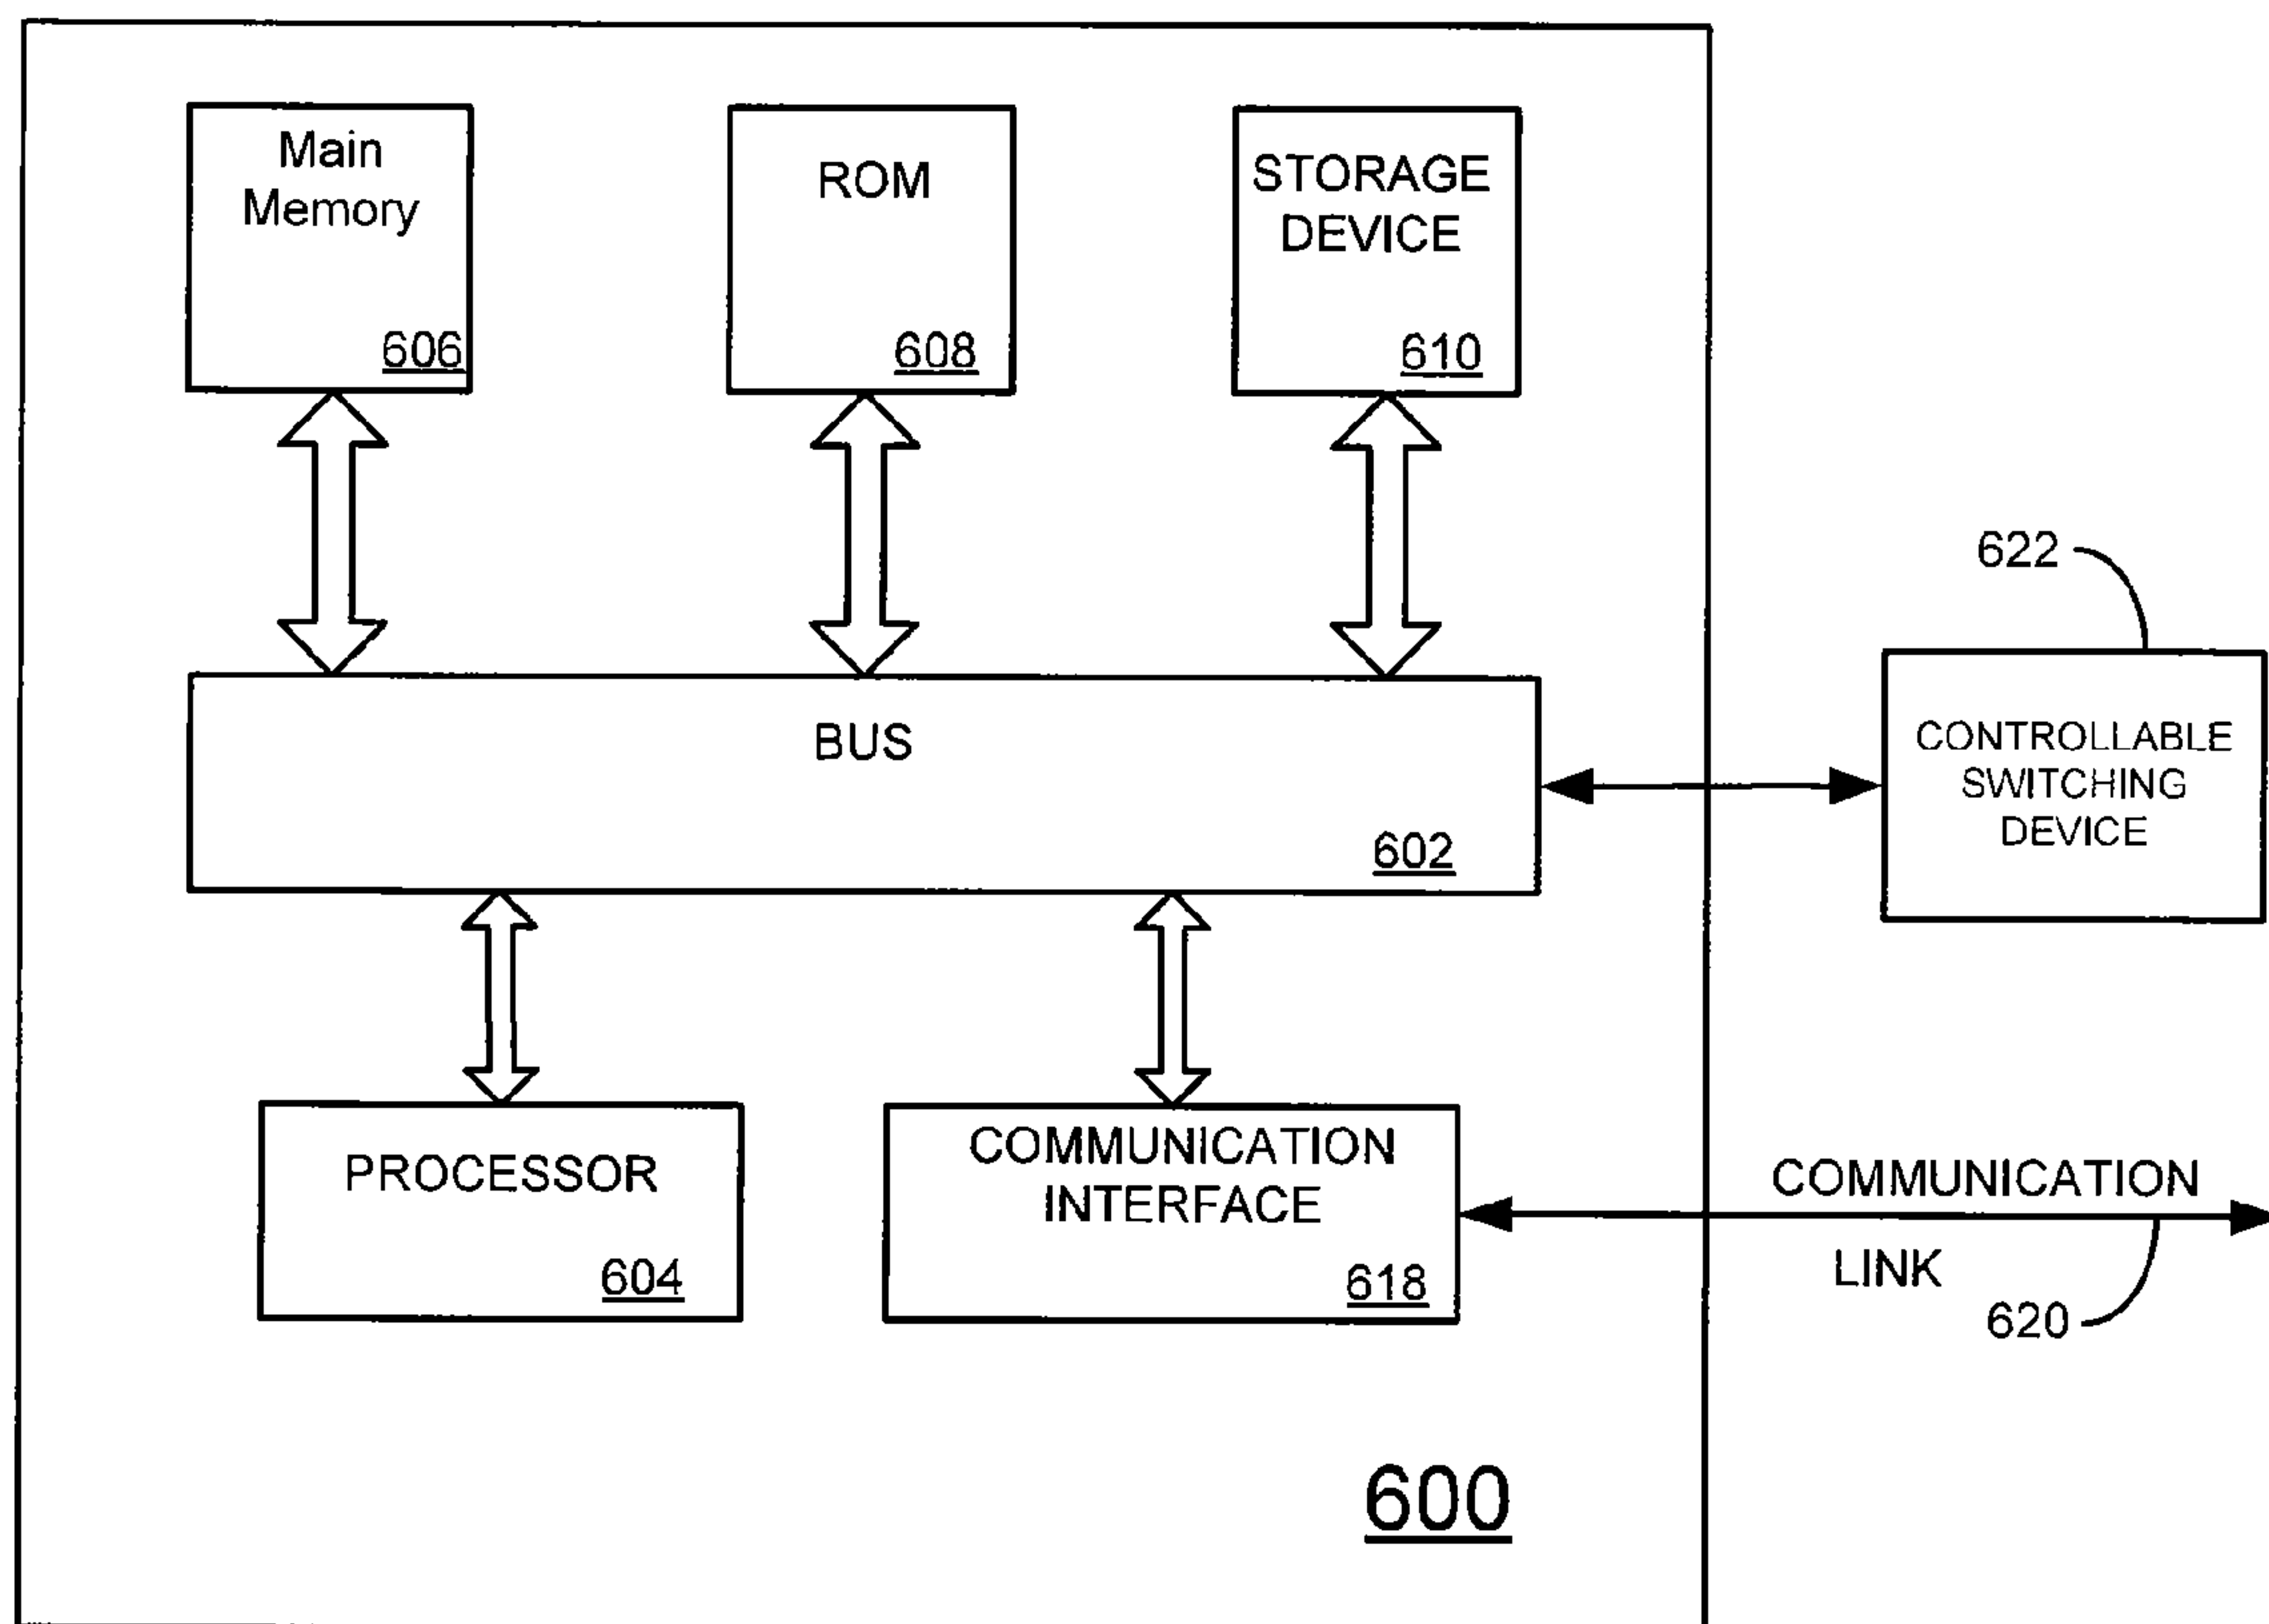 Main
Memory
606
ROM
608
STORAGE
DEVICE
610
622
BUS
602
CONTROLLABLE
SWITCHING
DEVICE
PROCESSOR
604
COMMUNICATION
INTERFACE
618
COMMUNICATION
LINK
620
600